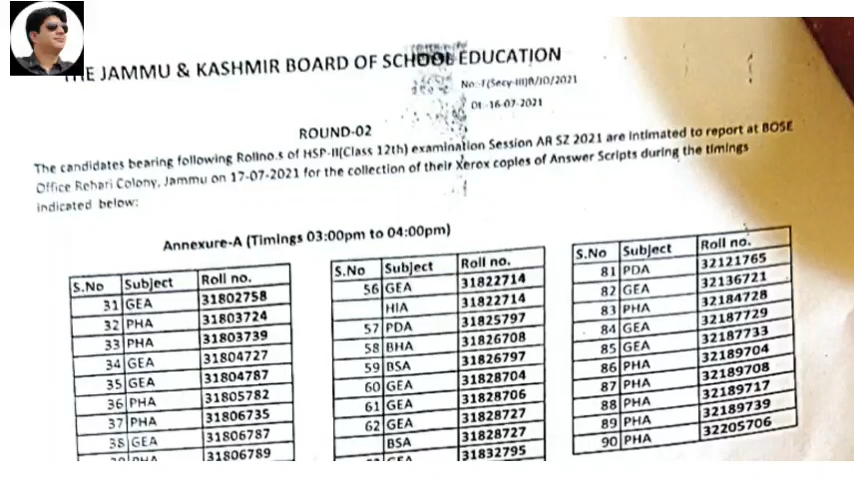 THE JAMMU & KASHMIR BOARD OF SCHOOL EDUCATION
Dt:-16-07-2021
ROUND-02
The candidates bearing following Rollno.s of HSP-II(Class 12th) examination Session AR SZ 2021 are intimated to report at BOSE
Office Rehari Colony, Jammu on 17-07-2021 for the collection of their Xerox copies of Answer Scripts during the timings
indicated below:
Annexure-A (Timings 03:00pm to 04:00pm)
S.No Subject Roll no.
31 GEA 31802758
32 PHA 31803724
33 PHA 31803739
34 GEA 31804727
35 GEA 31804787
36 PHA 31805782
37 PHA 31806735
38 GEA 31806787
PHA 31806789
S.No Subject Roll no.
56 GEA 31822714
HIA 31822714
57 PDA 31825797
58 BHA 31826708
59 BSA 31826797
60 GEA 31828704
61 GEA 31828706
62 GEA 31828727
BSA 31828727
GEA 31832795
S.No Subject Roll no.
81 PDA 32121765
82 GEA 32136721
83 PHA 32184728
84 GEA 32187729
85 GEA 32187733
86 PHA 32189704
87 PHA 32189708
88 PHA 32189717
89 PHA 32189739
90 PHA 32205706